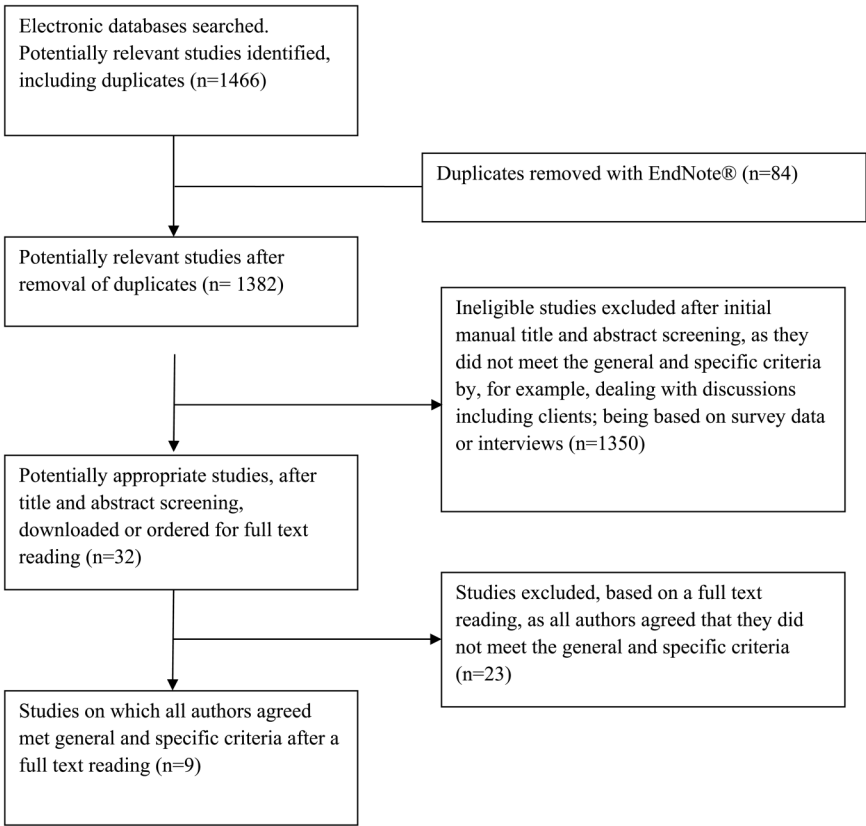 Electronic databases searched.
Potentially relevant studies identified,
including duplicates (n=1466)
Duplicates removed with EndNote® (n=84)
Potentially relevant studies after
removal of duplicates (n= 1382)
Ineligible studies excluded after initial
manual title and abstract screening, as they
did not meet the general and specific criteria
by, for example, dealing with discussions
including clients; being based on survey data
or interviews (n=1350)
Potentially appropriate studies, after
title and abstract screening,
downloaded or ordered for full text
reading (n=32)
Studies excluded, based on a full text
reading, as all authors agreed that they did
not meet the general and specific criteria
(n=23)
Studies on which all authors agreed
met general and specific criteria after a
full text reading (n=9)